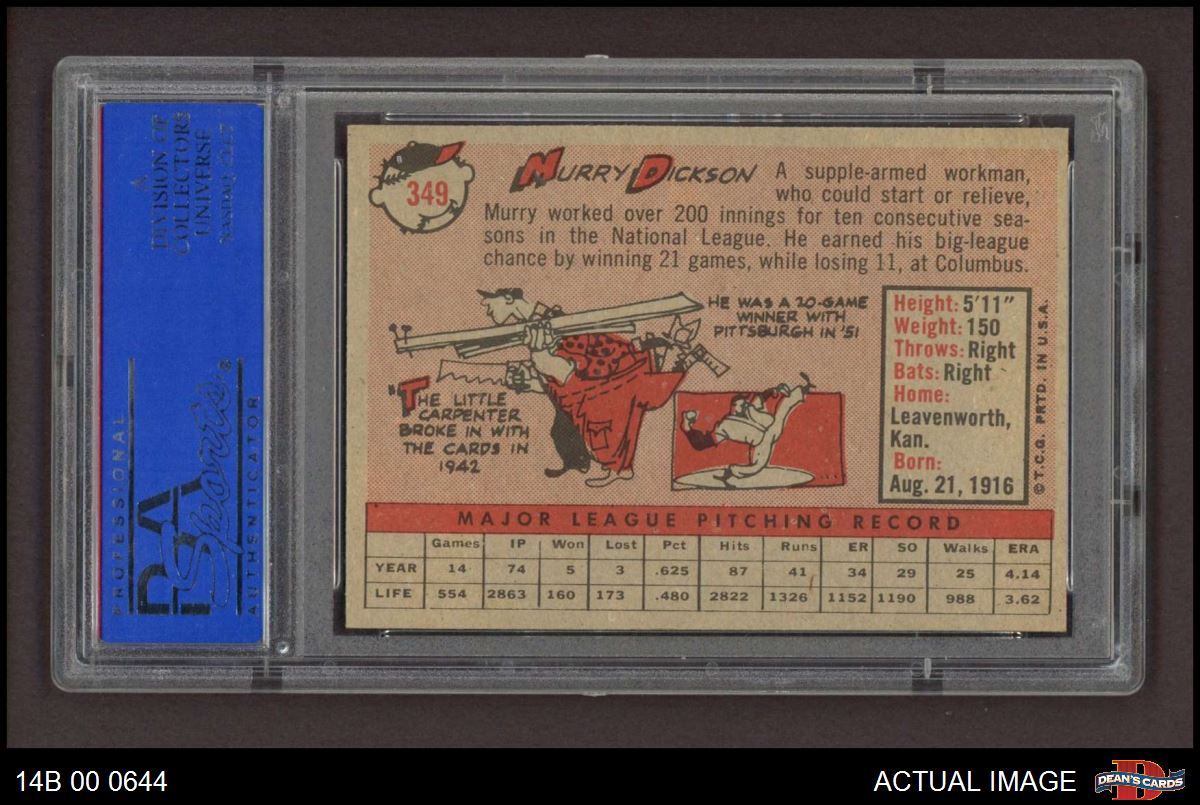 A
DIVISION OF
COLLECTORS
UNIVERSE
PROFESSIONAL
PSA
Sports®
AUTHENTICATOR
349
MURRY DICKSON
A supple-armed workman,
who could start or relieve,
Murry worked over 200 innings for ten consecutive sea-
sons in the National League. He earned his big-league
chance by winning 21 games, while losing 11, at Columbus.
HE WAS A 20-GAME
WINNER WITH
PITTSBURGH IN '51
"THE LITTLE
CARPENTER
BROKE IN WITH
THE CARDS IN
1942
Height: 5'11"
Weight: 150
Throws: Right
Bats: Right
Home:
Leavenworth,
Kan.
Born:
Aug. 21, 1916
© T.C.G. PRTD. IN U.S.A.
MAJOR LEAGUE PITCHING RECORD
Games IP Won Lost Pct Hits Runs ER SO Walks ERA
YEAR 14 74 5 3 .625 87 41 34 29 25 4.14
LIFE 554 2863 160 173 .480 2822 1326 1152 1190 988 3.62
14B 00 0644
ACTUAL IMAGE
D
DEAN'S CARDS